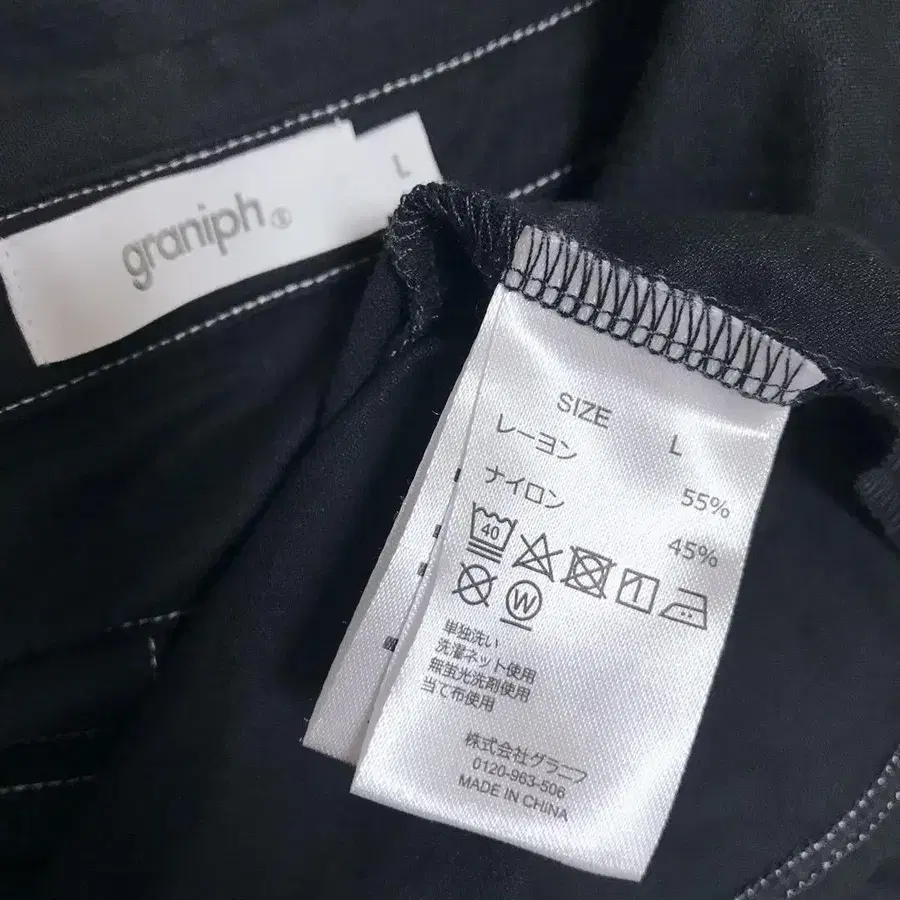 graniph®
L
SIZE L
レーヨン 55%
ナイロン 45%
40
W
単独洗い
洗濯ネット使用
無蛍光洗剤使用
当て布使用
株式会社グラニフ
0120-963-506
MADE IN CHINA